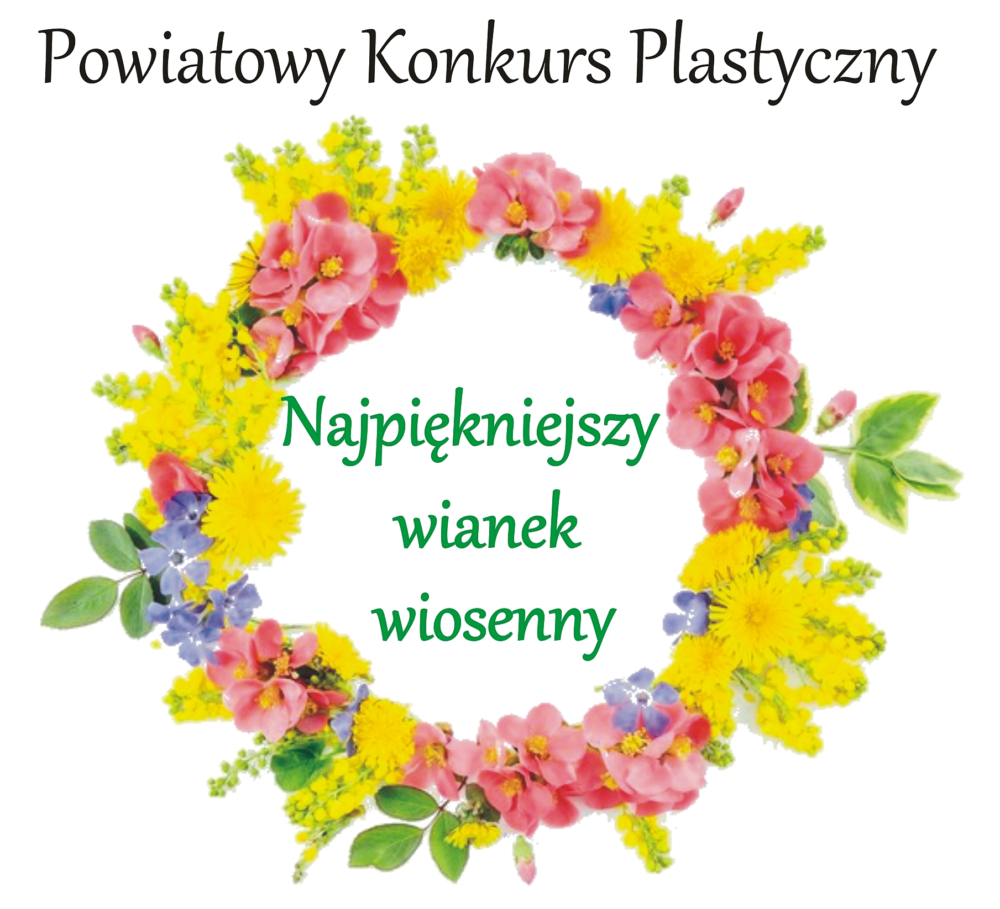 Powiatowy Konkurs Plastyczny
Najpiękniejszy
wianek
wiosenny